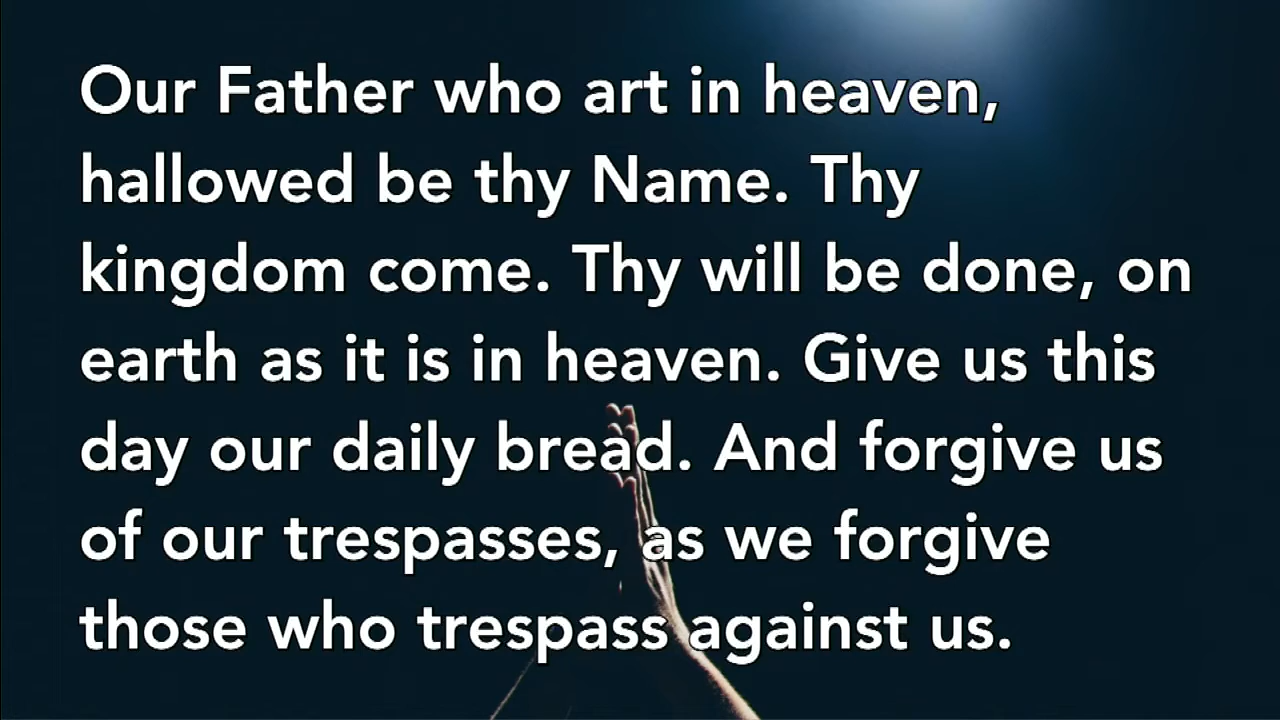 Our Father who art in heaven,
hallowed be thy Name. Thy
kingdom come. Thy will be done, on
earth as it is in heaven. Give us this
day our daily bread. And forgive us
of our trespasses, as we forgive
those who trespass against us.